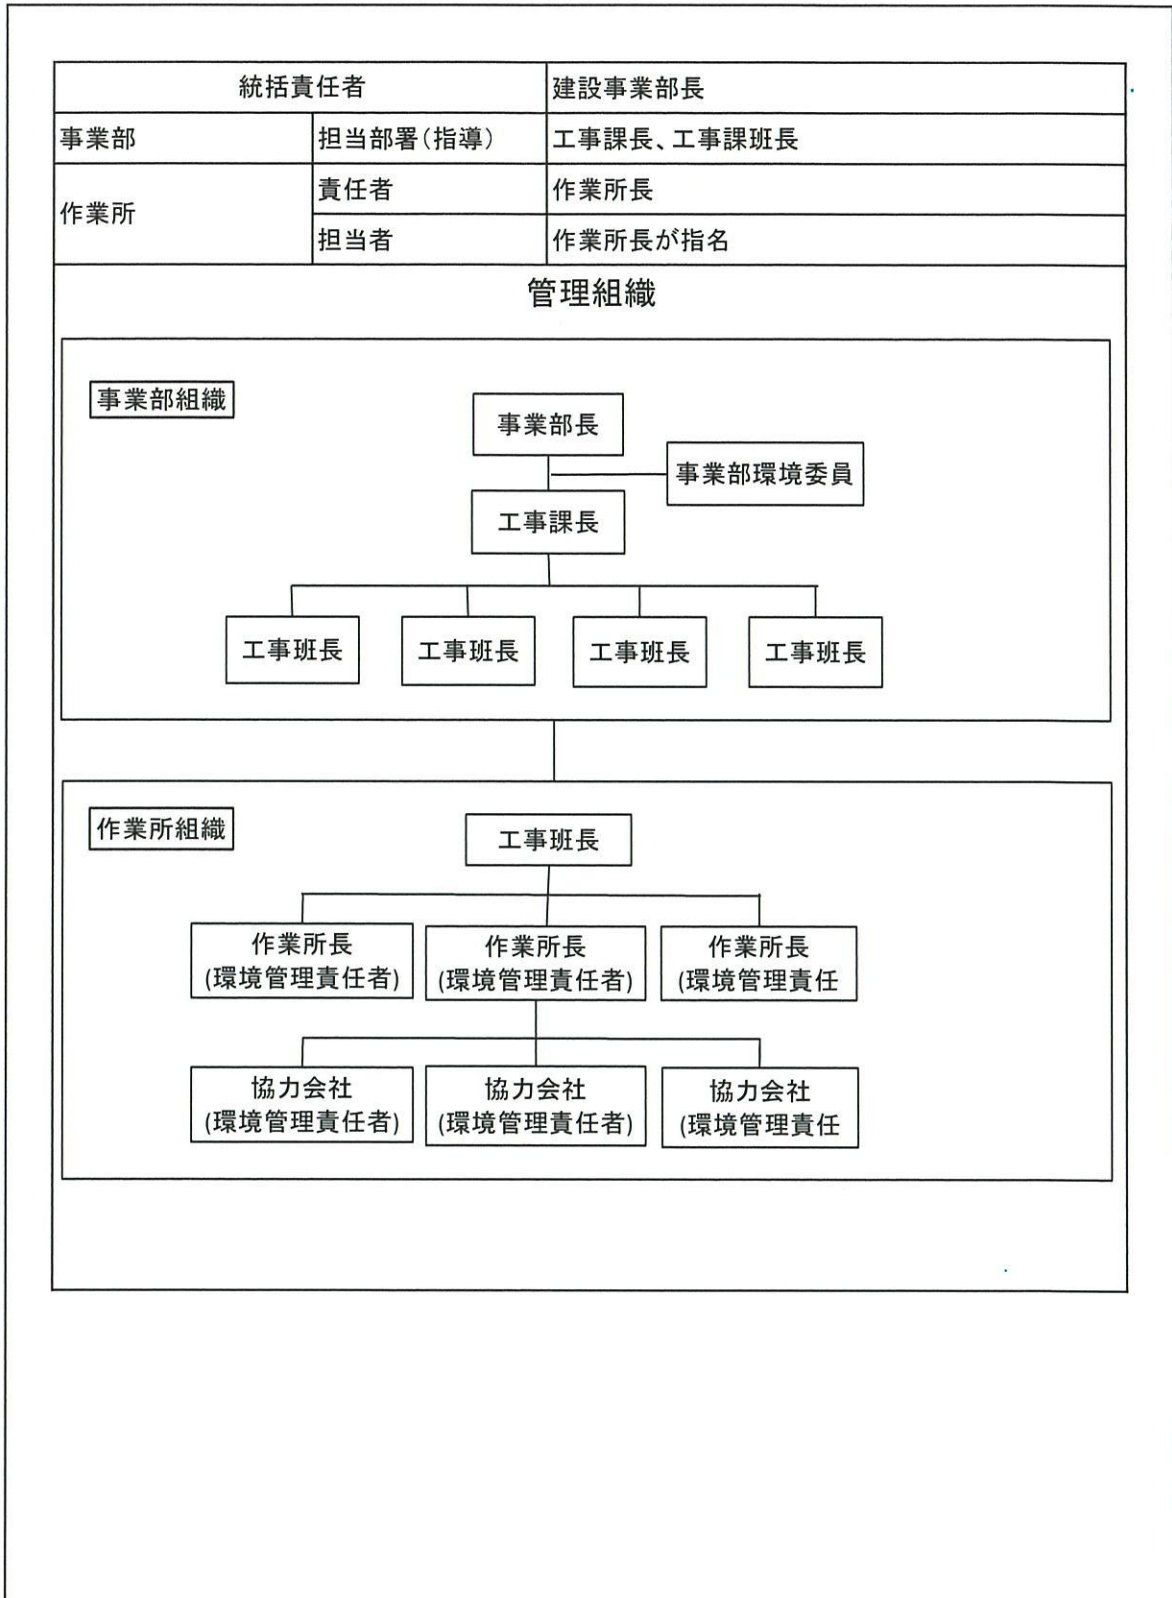 統括責任者 建設事業部長
事業部 担当部署(指導) 工事課長、工事課班長
作業所 責任者 作業所長
担当者 作業所長が指名
管理組織
事業部組織
事業部長
事業部環境委員
工事課長
工事班長 工事班長 工事班長 工事班長
作業所組織
工事班長
作業所長 作業所長 作業所長
(環境管理責任者) (環境管理責任者) (環境管理責任
協力会社 協力会社 協力会社
(環境管理責任者) (環境管理責任者) (環境管理責任